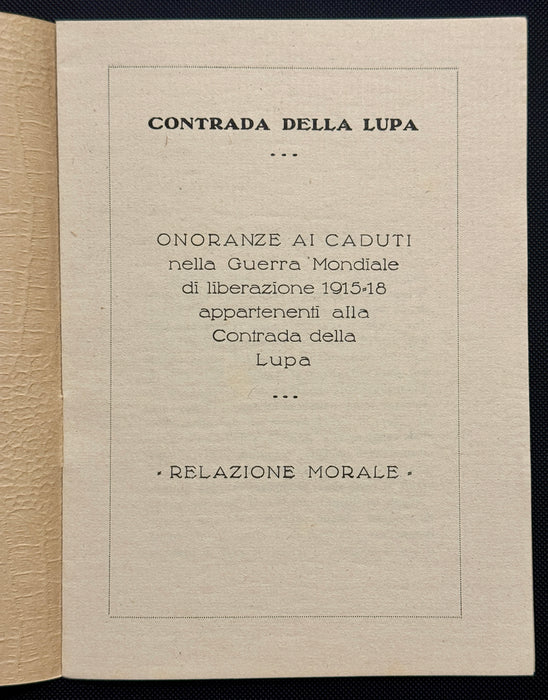 CONTRADA DELLA LUPA
ONORANZE AI CADUTI
nella Guerra Mondiale
di liberazione 1915-18
appartenenti alla
Contrada della
Lupa
- RELAZIONE MORALE -